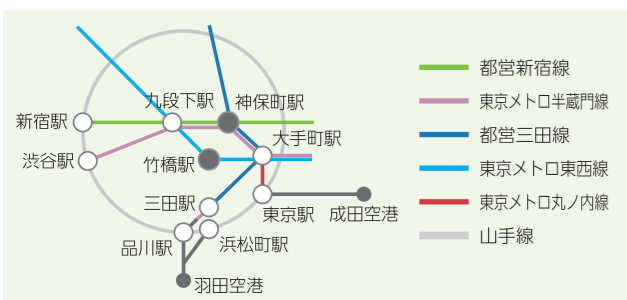 九段下駅
神保町駅
新宿駅
大手町駅
渋谷駅
竹橋駅
三田駅
東京駅
成田空港
品川駅
浜松町駅
羽田空港
都営新宿線
東京メトロ半蔵門線
都営三田線
東京メトロ東西線
東京メトロ丸ノ内線
山手線